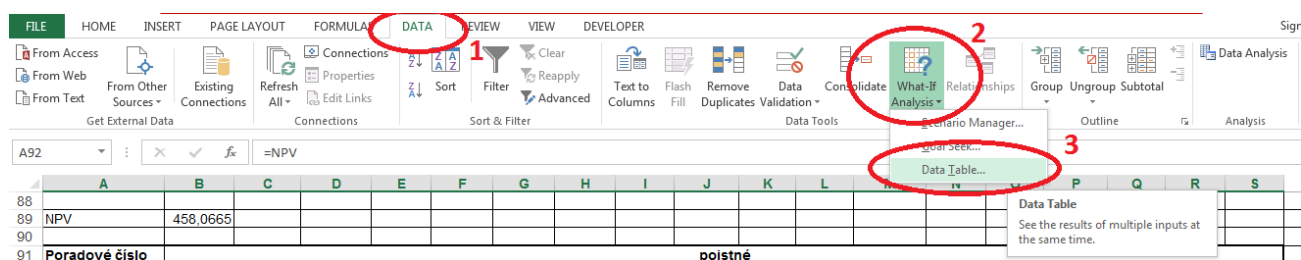 FILE HOME INSERT PAGE LAYOUT FORMULAS DATA REVIEW VIEW DEVELOPER Sign
From Access
From Web
From Text
From Other Sources
Existing Connections
Get External Data
Refresh All
Connections
Properties
Edit Links
Connections
Sort
Filter
Clear
Reapply
Advanced
Sort & Filter
Text to Columns
Flash Fill
Remove Duplicates
Data Validation
Consolidate
What-If Analysis
Relationships
Data Tools
Group
Ungroup
Subtotal
Outline
Data Analysis
Analysis
1
2
3
Scenario Manager...
Goal Seek...
Data Table...
Data Table
See the results of multiple inputs at
the same time.
A92 fx =NPV
A B C D E F G H I J K L M N O P Q R S
88
89 NPV 458,0665
90
91 Poradové číslo poistné